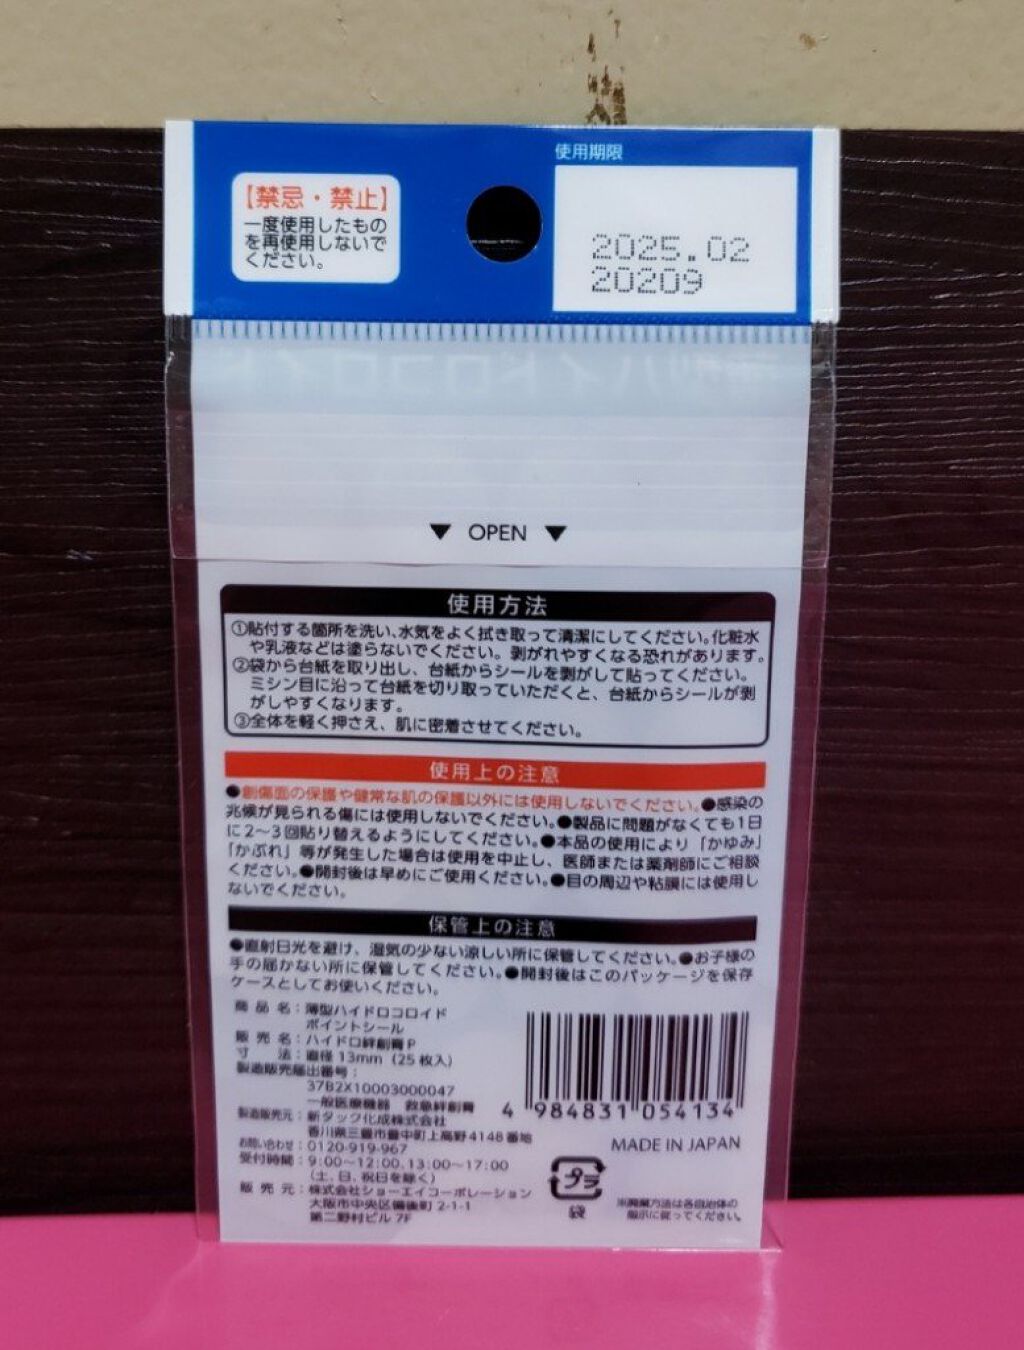 【禁忌・禁止】
一度使用したもの
を再使用しないで
ください。
使用期限
2025.02
20209
▼ OPEN ▼
使用方法
①貼付する箇所を洗い、水気をよく拭き取って清潔にしてください。化粧水
や乳液などは塗らないでください。剥がれやすくなる恐れがあります。
②袋から台紙を取り出し、台紙からシールを剥がして貼ってください。
ミシン目に沿って台紙を切り取っていただくと、台紙からシールが剥
がしやすくなります。
③全体を軽く押さえ、肌に密着させてください。
使用上の注意
●創傷面の保護や健常な肌の保護以外には使用しないでください。●感染の
兆候が見られる傷には使用しないでください。●製品に問題がなくても1日
に2〜3回貼り替えるようにしてください。●本品の使用により「かゆみ」
「かぶれ」等が発生した場合は使用を中止し、医師または薬剤師にご相談
ください。●開封後は早めにご使用ください。●目の周辺や粘膜には使用し
ないでください。
保管上の注意
●直射日光を避け、湿気の少ない涼しい所に保管してください。●お子様の
手の届かない所に保管してください。●開封後はこのパッケージを保存
ケースとしてお使いください。
商品名：薄型ハイドロコロイド
ポイントシール
販売名：ハイドロ絆創膏P
寸法：直径13mm（25枚入）
製造販売届出番号：
37B2X10003000047
一般医療機器 救急絆創膏
製造販売元：新タック化成株式会社
香川県三豊市豊中町上高野4148番地
お問い合わせ：0120-919-967
受付時間：9:00〜12:00、13:00〜17:00
（土、日、祝日を除く）
販売元：株式会社ショーエイコーポレーション
大阪市中央区備後町2-1-1
第二野村ビル7F
4 984831 054134
MADE IN JAPAN
プラ
袋
※廃棄方法は各自治体の
指示に従ってください。